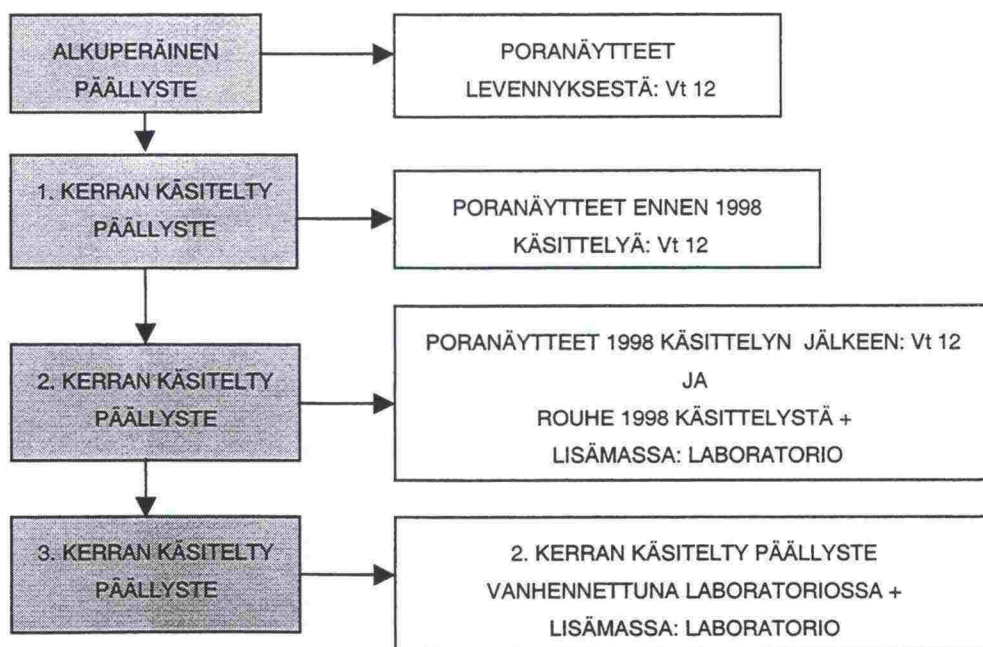 ALKUPERÄINEN
PÄÄLLYSTE
PORANÄYTTEET
LEVENNYKSESTÄ: Vt 12
1. KERRAN KÄSITELTY
PÄÄLLYSTE
PORANÄYTTEET ENNEN 1998
KÄSITTELYÄ: Vt 12
2. KERRAN KÄSITELTY
PÄÄLLYSTE
PORANÄYTTEET 1998 KÄSITTELYN JÄLKEEN: Vt 12
JA
ROUHE 1998 KÄSITTELYSTÄ +
LISÄMASSA: LABORATORIO
3. KERRAN KÄSITELTY
PÄÄLLYSTE
2. KERRAN KÄSITELTY PÄÄLLYSTE
VANHENNETTUNA LABORATORIOSSA +
LISÄMASSA: LABORATORIO